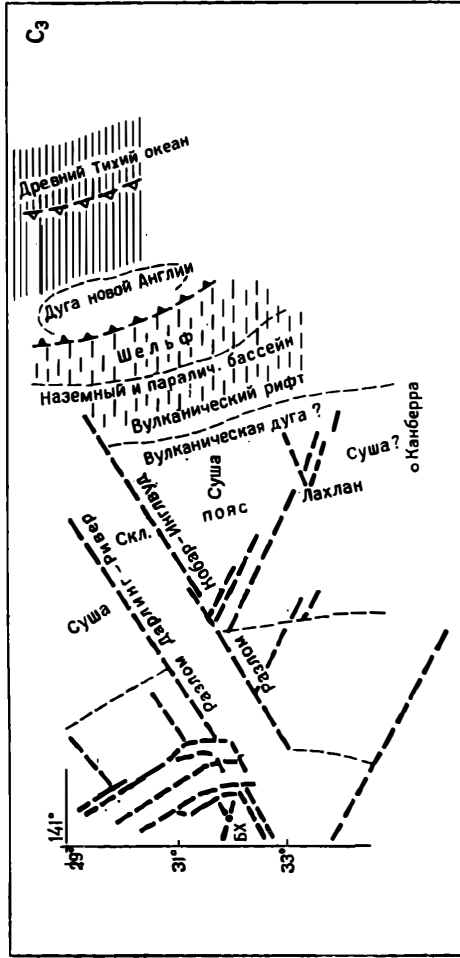 С₃
Древний Тихий океан
Дуга новой Англии
Шельф
Наземный и паралич. бассейн
Вулканический рифт
Вулканическая дуга ?
Суша
Скл.
Суша
пояс
Суша?
Канберра
Лахлан
Разлом Дарлинг-Ривер
Разлом Кобар-Инглвуд
141°
29°
31°
33°
БХ